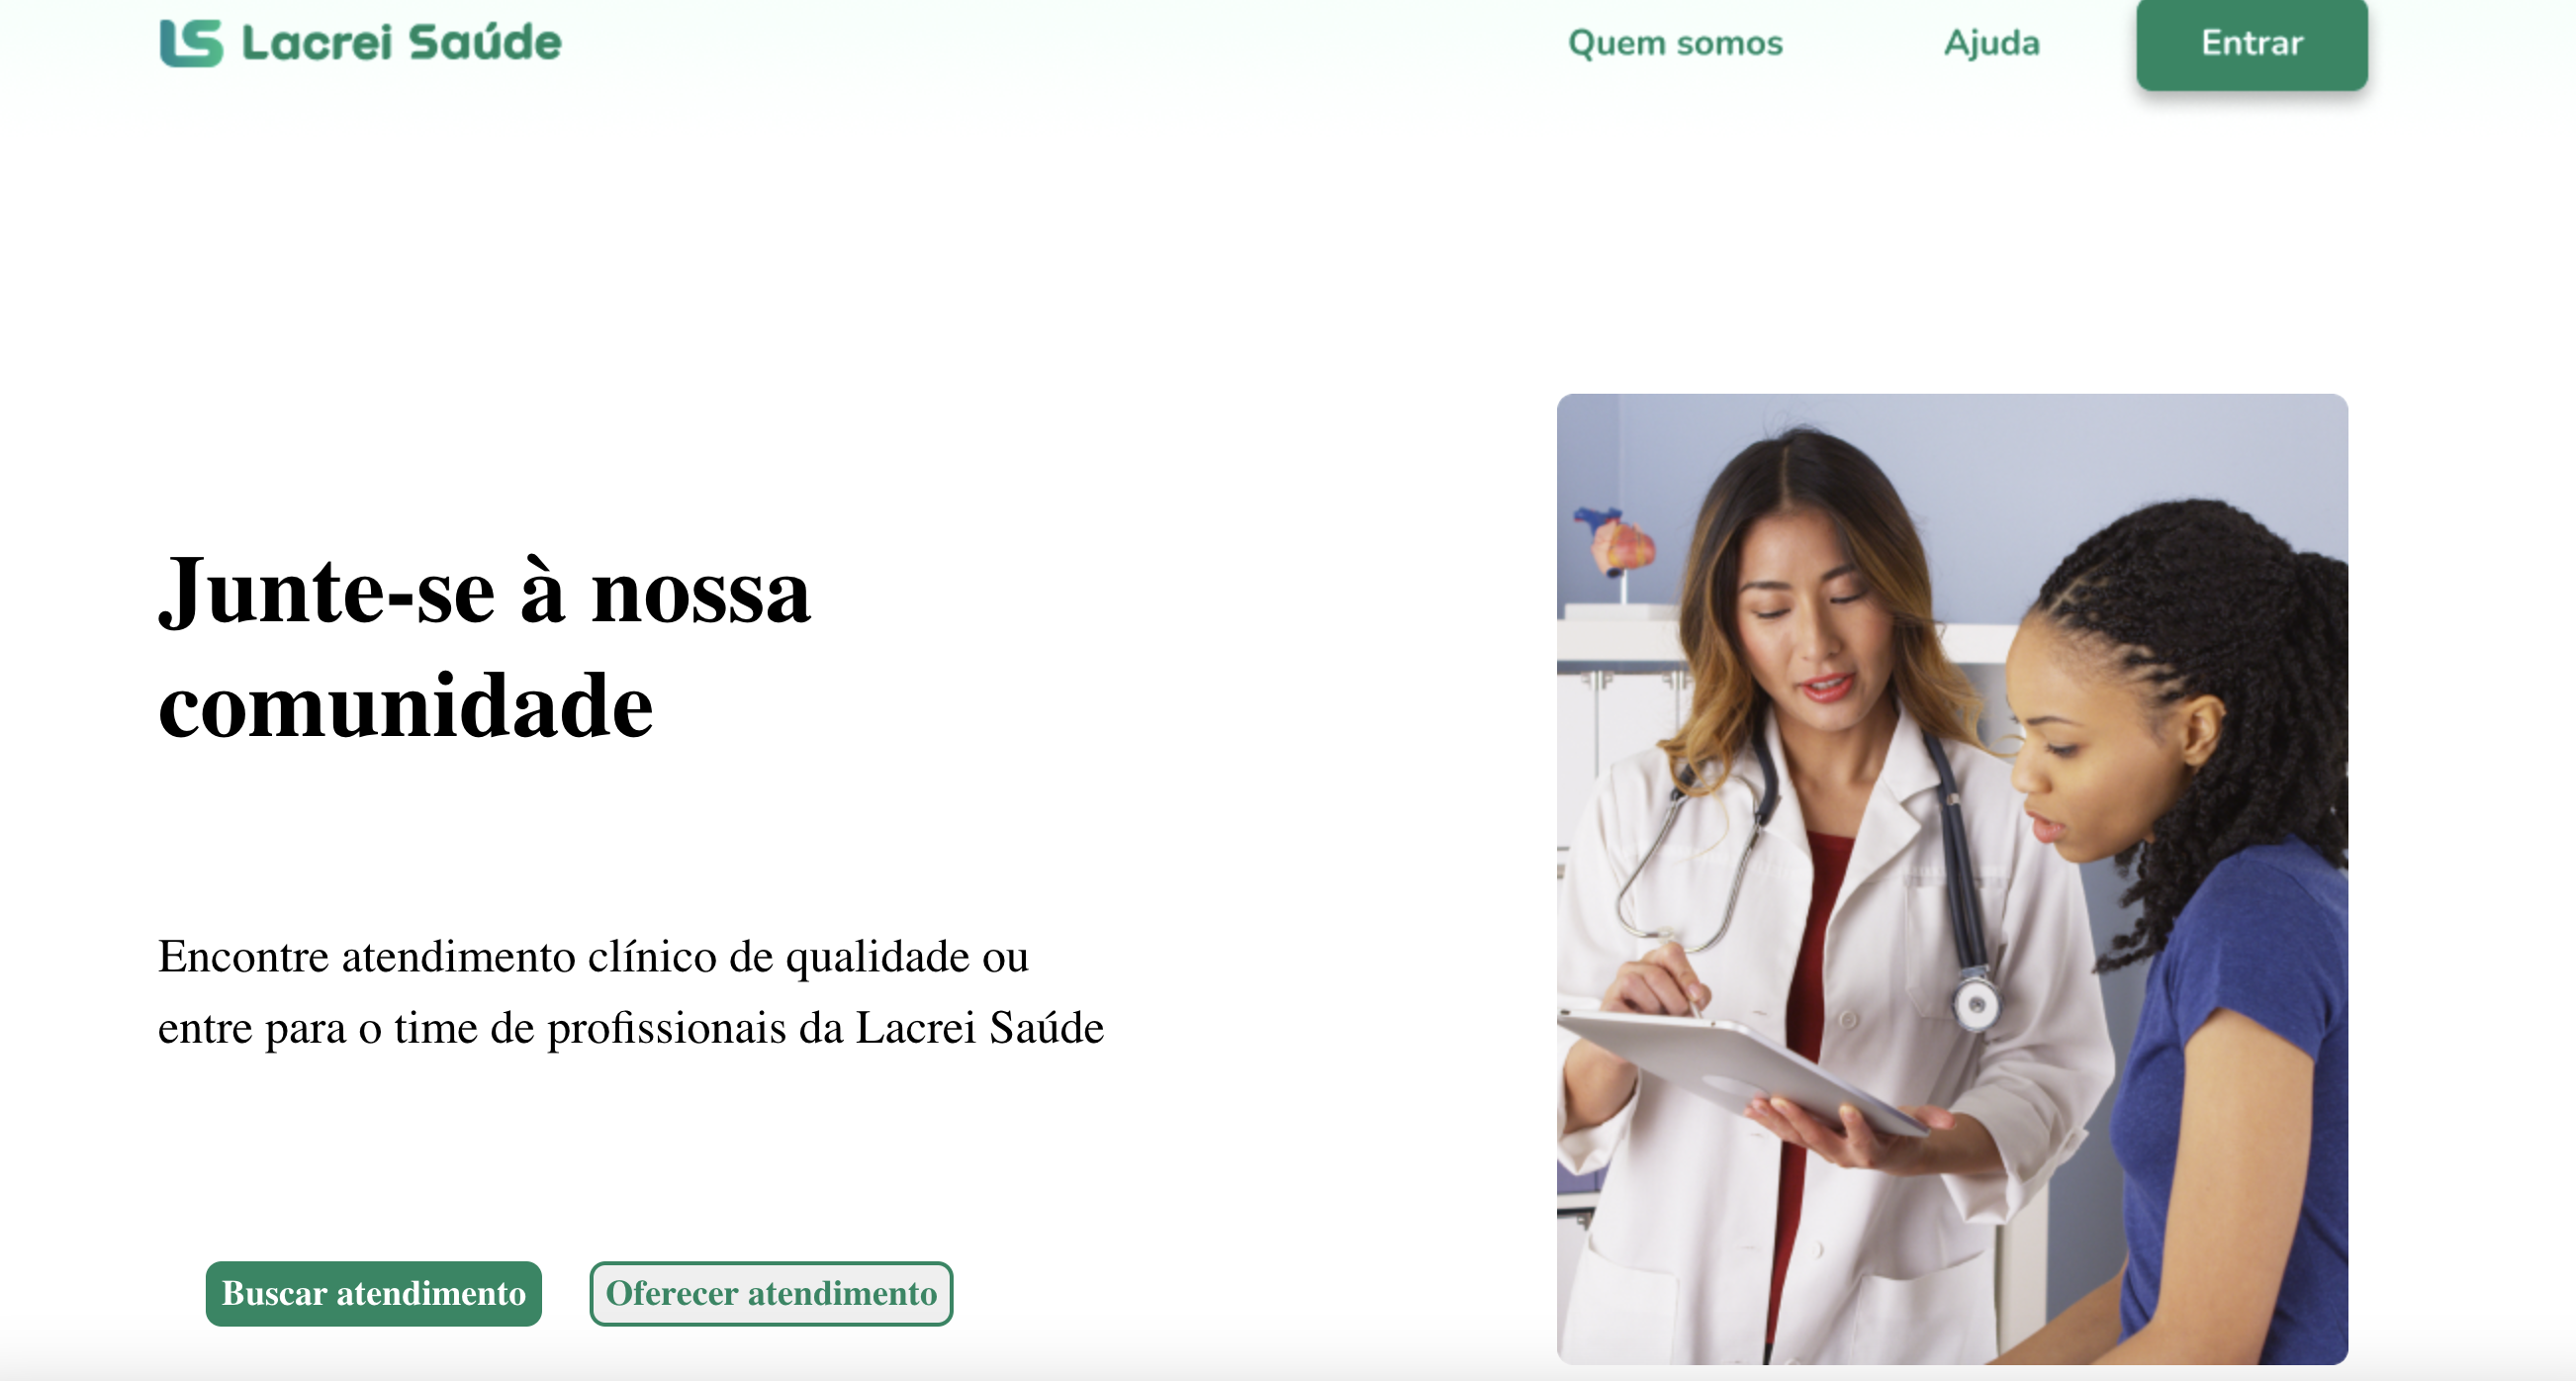 LS Lacrei Saúde
Quem somos
Ajuda
Entrar
Junte-se à nossa
comunidade
Encontre atendimento clínico de qualidade ou
entre para o time de profissionais da Lacrei Saúde
Buscar atendimento
Oferecer atendimento